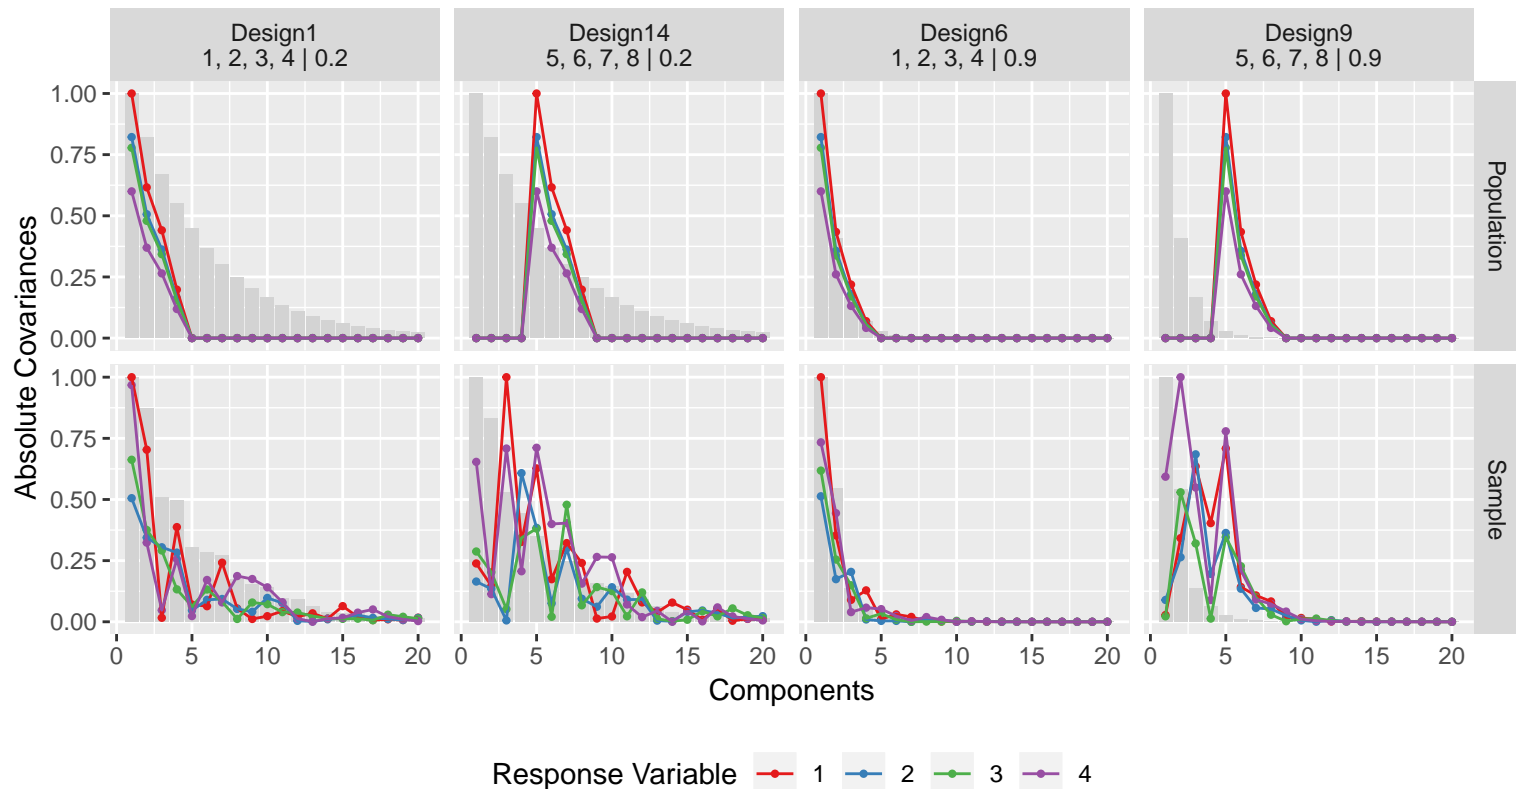 Design1
1, 2, 3, 4 | 0.2
Design14
5, 6, 7, 8 | 0.2
Design6
1, 2, 3, 4 | 0.9
Design9
5, 6, 7, 8 | 0.9
Absolute Covariances
1.00
0.75
0.50
0.25
0.00
Population
1.00
0.75
0.50
0.25
0.00
Sample
0 5 10 15 20
0 5 10 15 20
0 5 10 15 20
0 5 10 15 20
Components
Response Variable 1 2 3 4